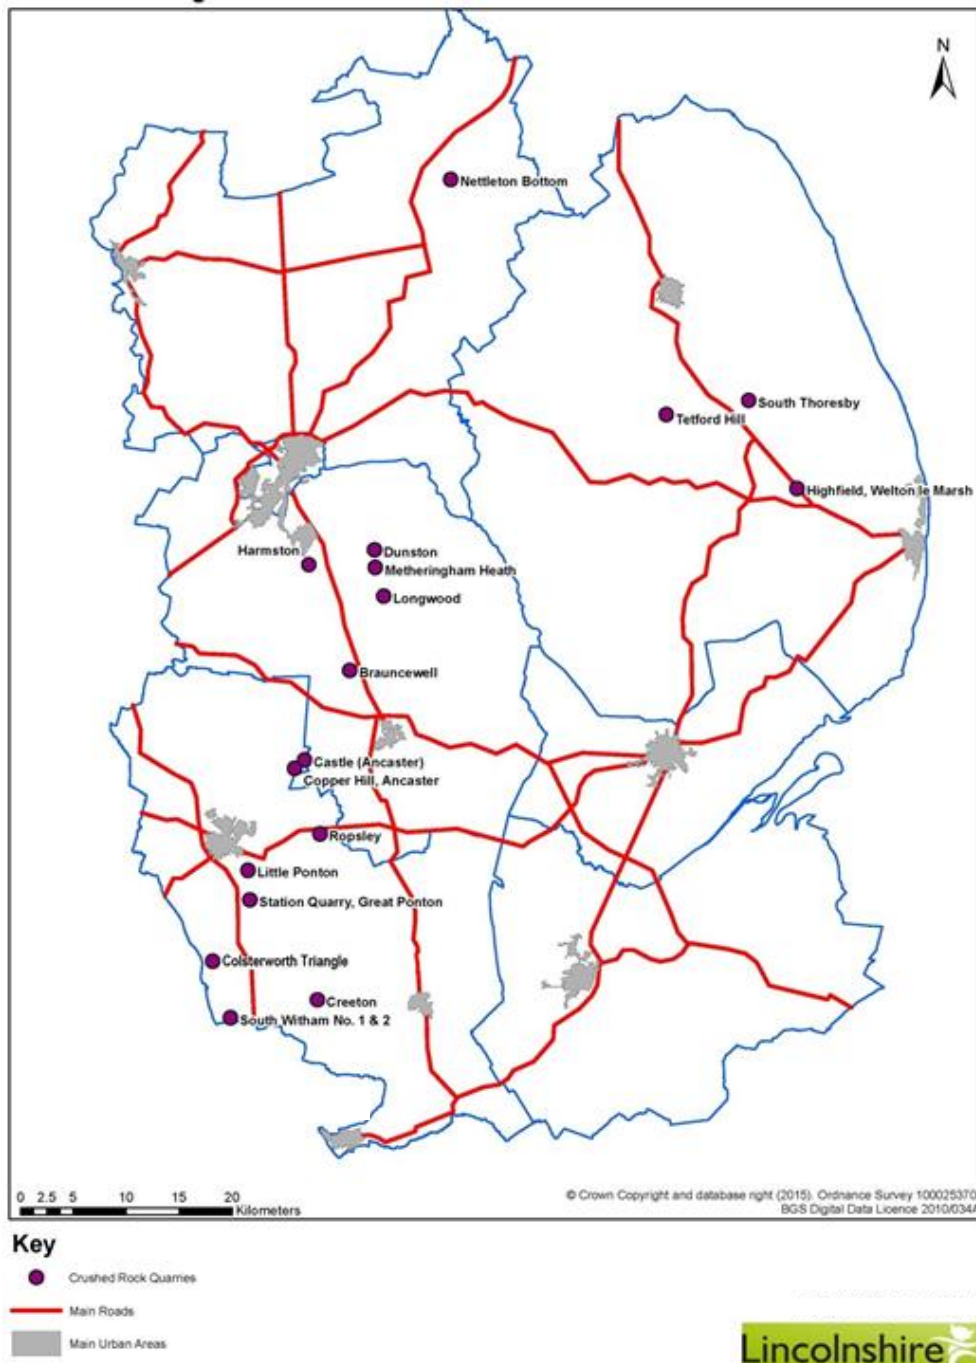 N
Nettleton Bottom
South Thoresby
Tetford Hill
Highfield, Welton le Marsh
Harmston
Dunston
Metheringham Heath
Longwood
Brauncewell
Castle (Ancaster)
Copper Hill, Ancaster
Ropsley
Little Ponton
Station Quarry, Great Ponton
Colsterworth Triangle
Creeton
South Witham No. 1 & 2
0 2.5 5 10 15 20
Kilometers
© Crown Copyright and database right (2015). Ordnance Survey 100025370
BGS Digital Data Licence 2010/034A
Key
Crushed Rock Quarries
Main Roads
Main Urban Areas
Lincolnshire